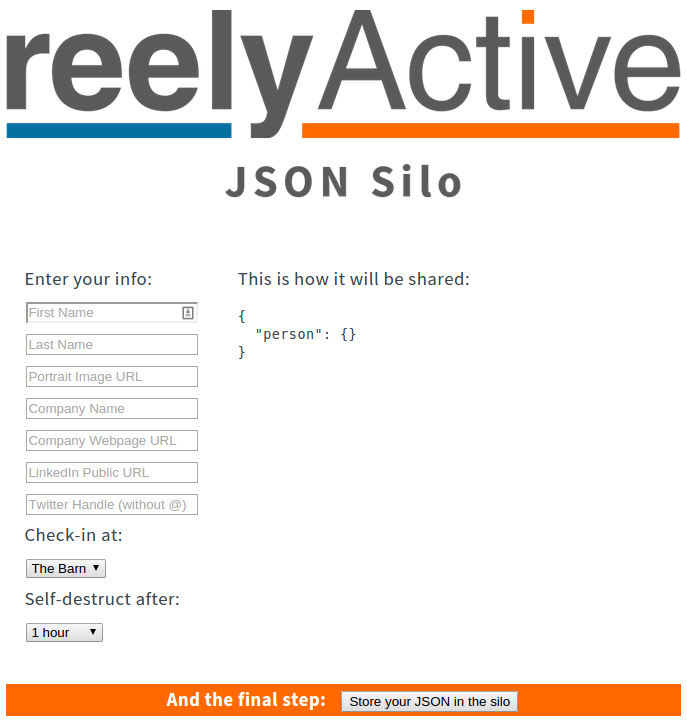 reelyActive
JSON Silo
Enter your info:
First Name
Last Name
Portrait Image URL
Company Name
Company Webpage URL
LinkedIn Public URL
Twitter Handle (without @)
Check-in at:
The Barn
Self-destruct after:
1 hour
This is how it will be shared:
{
"person": {}
}
And the final step: Store your JSON in the silo